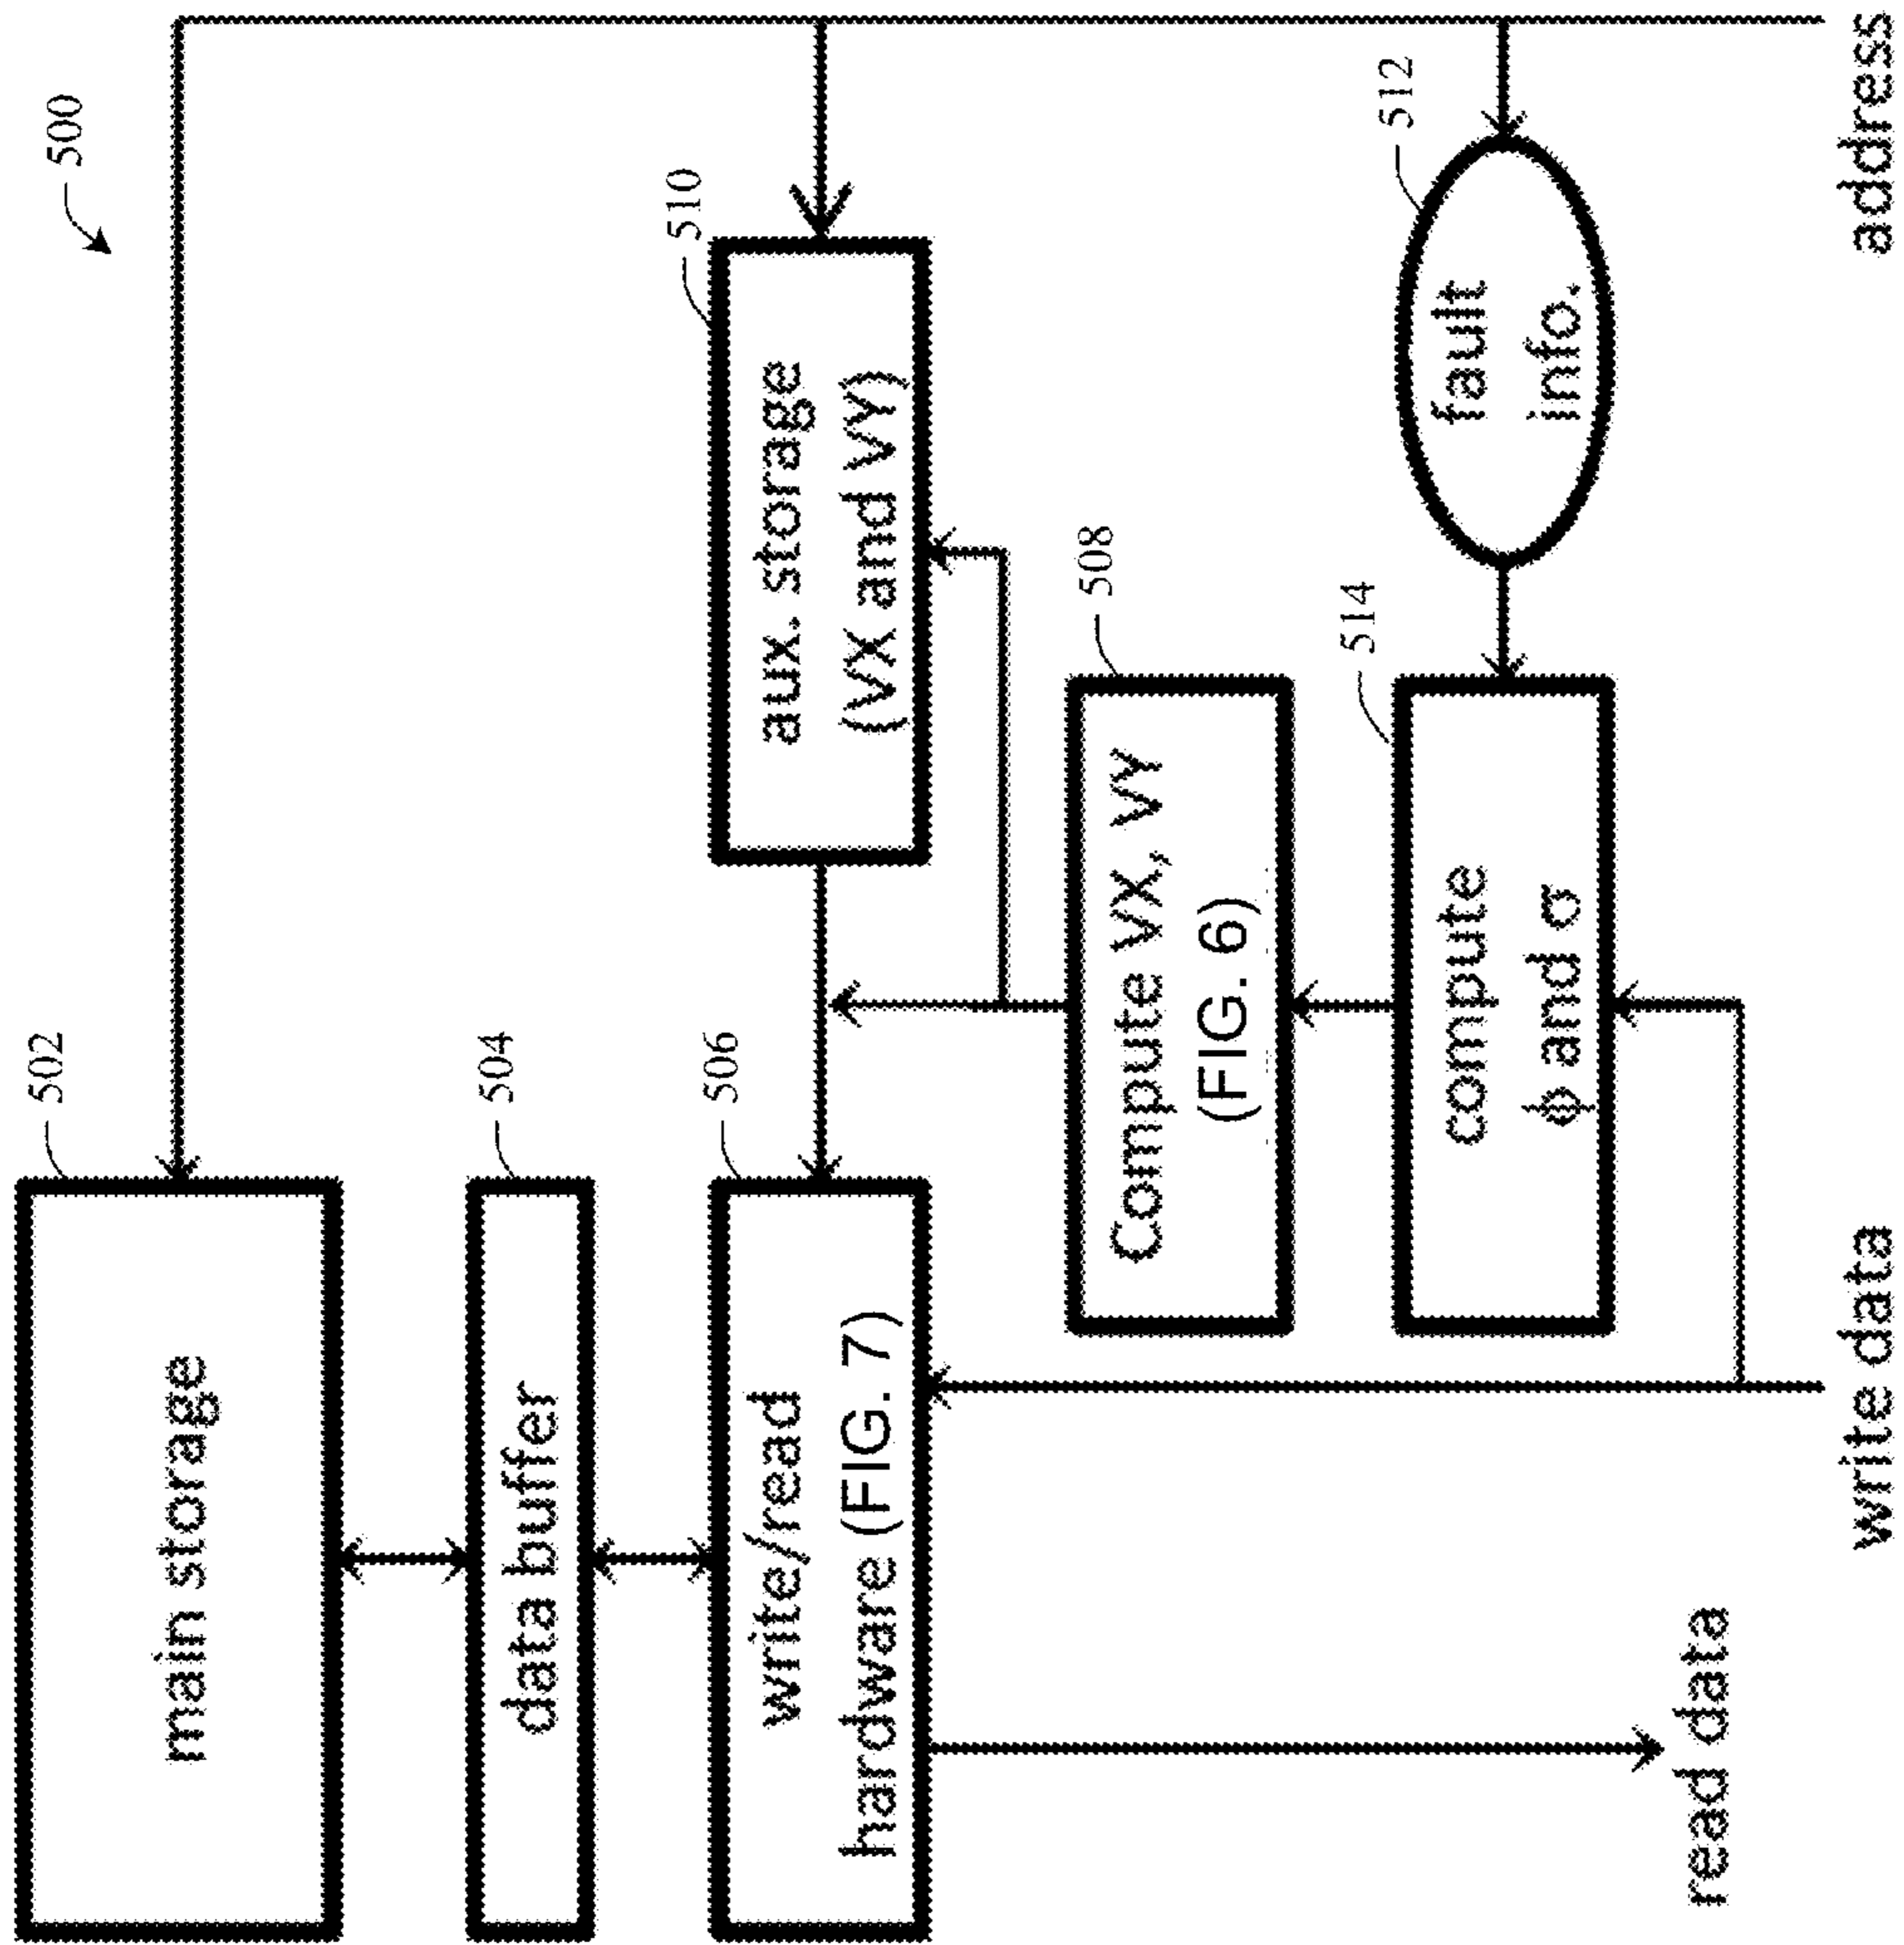 500
502
main storage
504
data buffer
506
write/read
hardware (FIG. 7)
510
aux. storage
(VX and VY)
508
Compute VX, VY
(FIG. 6)
514
compute
ϕ and σ
512
fault
info.
read data
write data
address